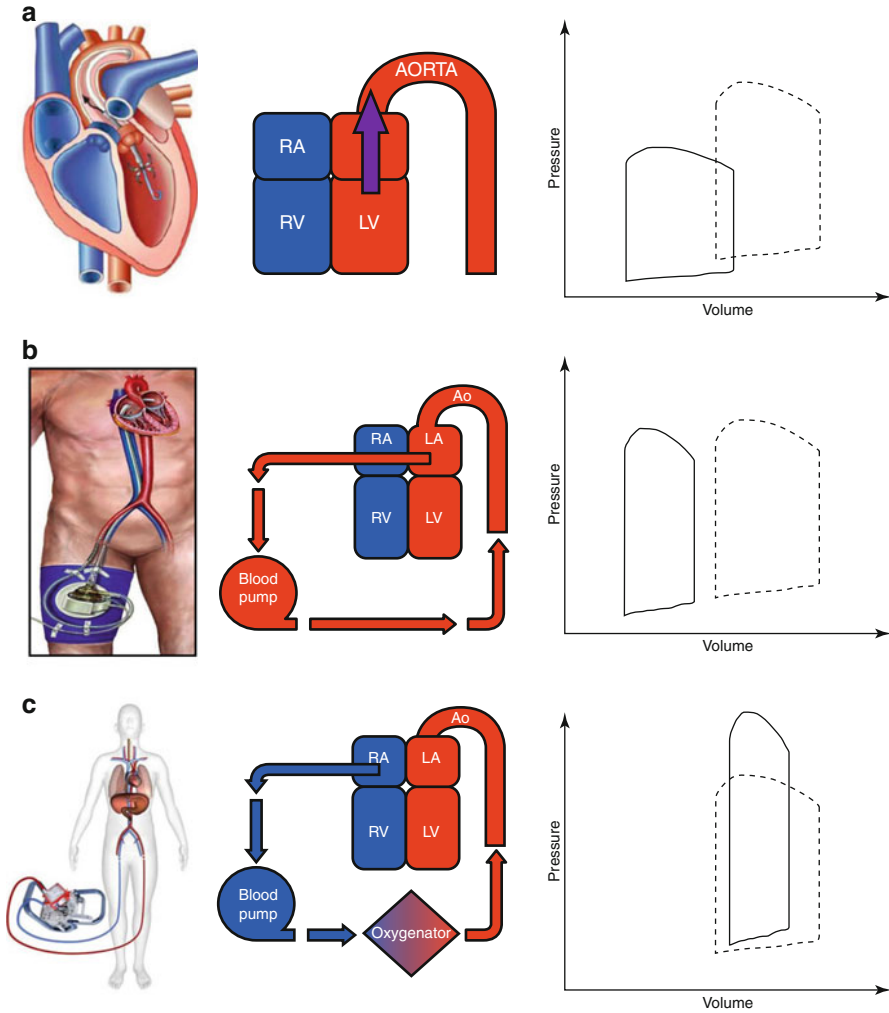 a
AORTA
RA
RV
LV
Pressure
Volume
b
Ao
RA
LA
RV
LV
Blood
pump
Pressure
Volume
c
Ao
RA
LA
RV
LV
Blood
pump
Oxygenator
Pressure
Volume